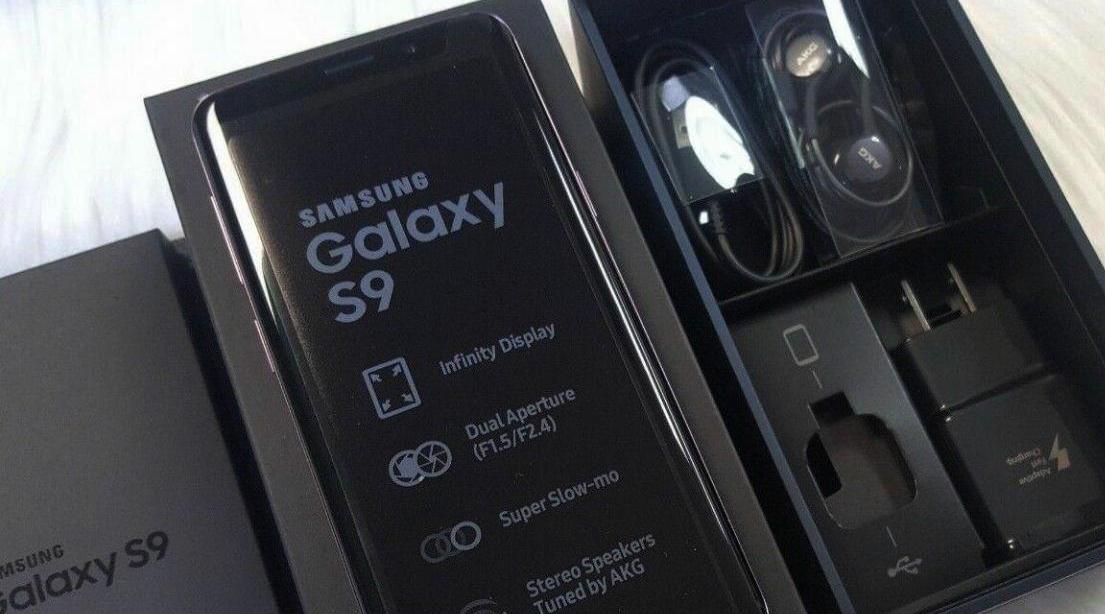 SAMSUNG
Galaxy
S9
Infinity Display
Dual Aperture
(F1.5/F2.4)
Super Slow-mo
Stereo Speakers
Tuned by AKG
AKG
AKG
Adaptive
Fast
Charging
Galaxy S9